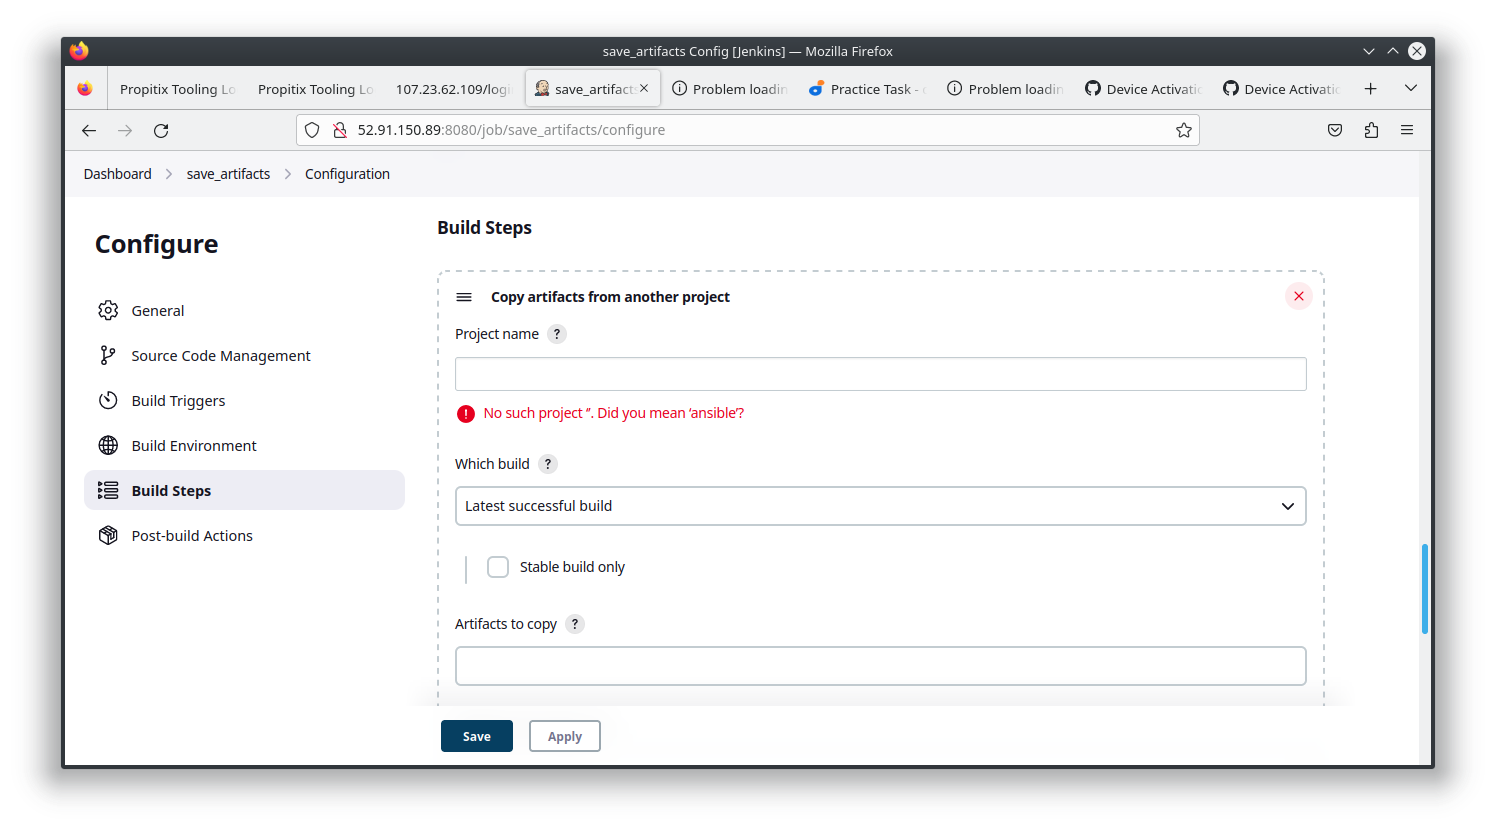 save_artifacts Config [Jenkins] — Mozilla Firefox
Propitix Tooling Lo
Propitix Tooling Lo
107.23.62.109/logi
save_artifact
Problem loadin
Practice Task -
Problem loadin
Device Activati
Device Activati
52.91.150.89:8080/job/save_artifacts/configure
Dashboard > save_artifacts > Configuration
Configure
General
Source Code Management
Build Triggers
Build Environment
Build Steps
Post-build Actions
Build Steps
Copy artifacts from another project
Project name ?
No such project ‘’. Did you mean ‘ansible’?
Which build ?
Latest successful build
Stable build only
Artifacts to copy ?
Save
Apply